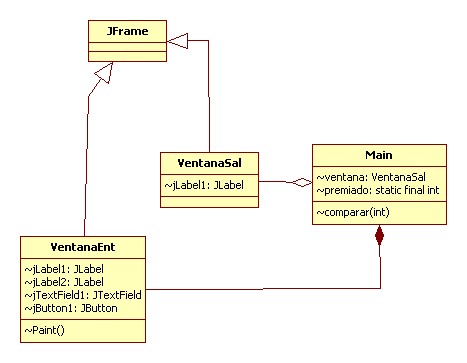 JFrame
VentanaSal
~jLabel1: JLabel
Main
~ventana: VentanaSal
~premiado: static final int
~comparar(int)
VentanaEnt
~jLabel1: JLabel
~jLabel2: JLabel
~jTextField1: JTextField
~jButton1: JButton
~Paint()